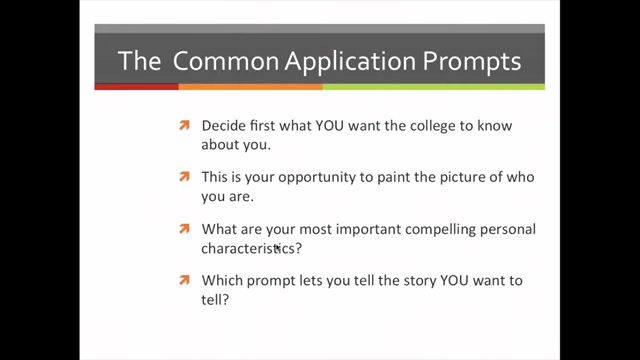 The Common Application Prompts
Decide first what YOU want the college to know
about you.
This is your opportunity to paint the picture of who
you are.
What are your most important compelling personal
characteristics?
Which prompt lets you tell the story YOU want to
tell?